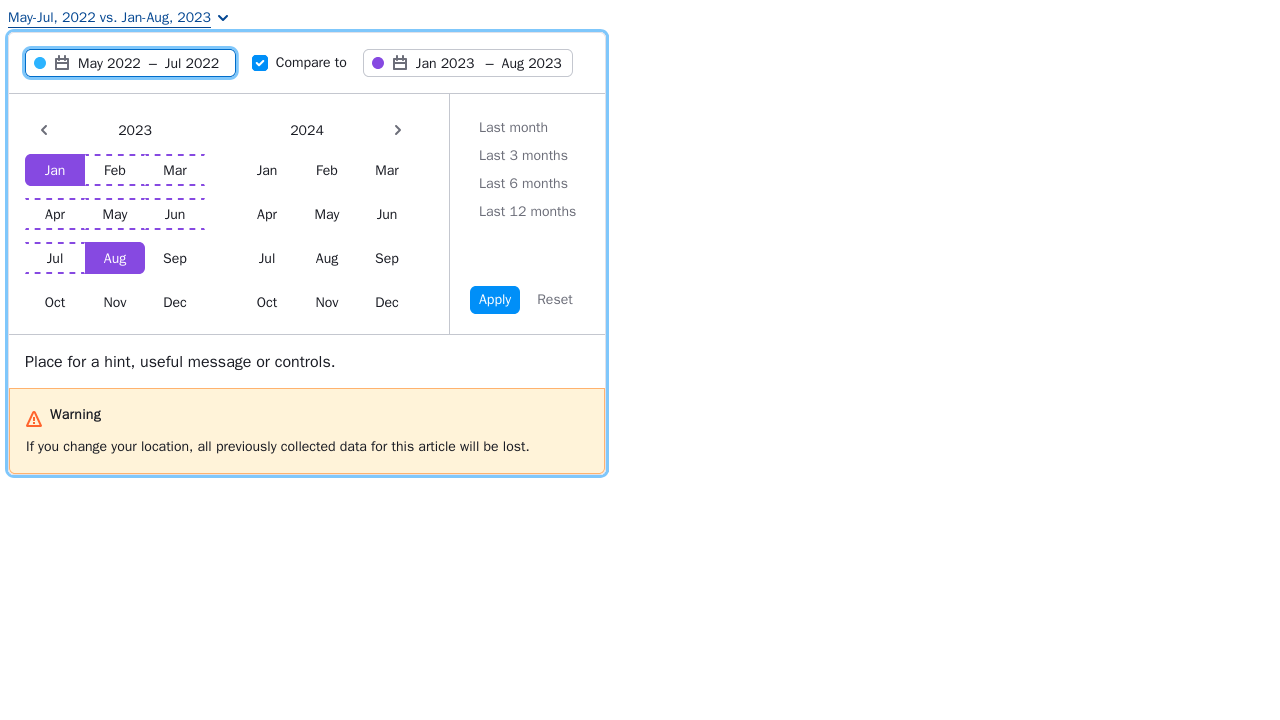 May-Jul, 2022 vs. Jan-Aug, 2023
May 2022 – Jul 2022 Compare to Jan 2023 – Aug 2023
2023 2024
Jan Feb Mar Jan Feb Mar
Apr May Jun Apr May Jun
Jul Aug Sep Jul Aug Sep
Oct Nov Dec Oct Nov Dec
Last month
Last 3 months
Last 6 months
Last 12 months
Apply Reset
Place for a hint, useful message or controls.
Warning
If you change your location, all previously collected data for this article will be lost.